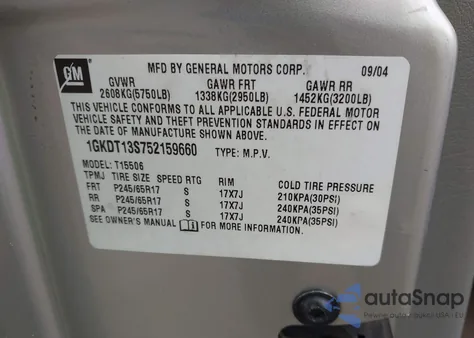 GM
MFD BY GENERAL MOTORS CORP. 09/04
GVWR GAWR FRT GAWR RR
2608KG(5750LB) 1338KG(2950LB) 1452KG(3200LB)
THIS VEHICLE CONFORMS TO ALL APPLICABLE U.S. FEDERAL MOTOR
VEHICLE SAFETY AND THEFT PREVENTION STANDARDS IN EFFECT ON
THE DATE OF MANUFACTURE SHOWN ABOVE.
1GKDT13S752159660 TYPE: M.P.V.
MODEL: T15506
TPMJ TIRE SIZE SPEED RTG RIM COLD TIRE PRESSURE
FRT P245/65R17 S 17X7J 210KPA(30PSI)
RR P245/65R17 S 17X7J 240KPA(35PSI)
SPA P245/65R17 S 17X7J 240KPA(35PSI)
SEE OWNER'S MANUAL FOR MORE INFORMATION.
autoSnap